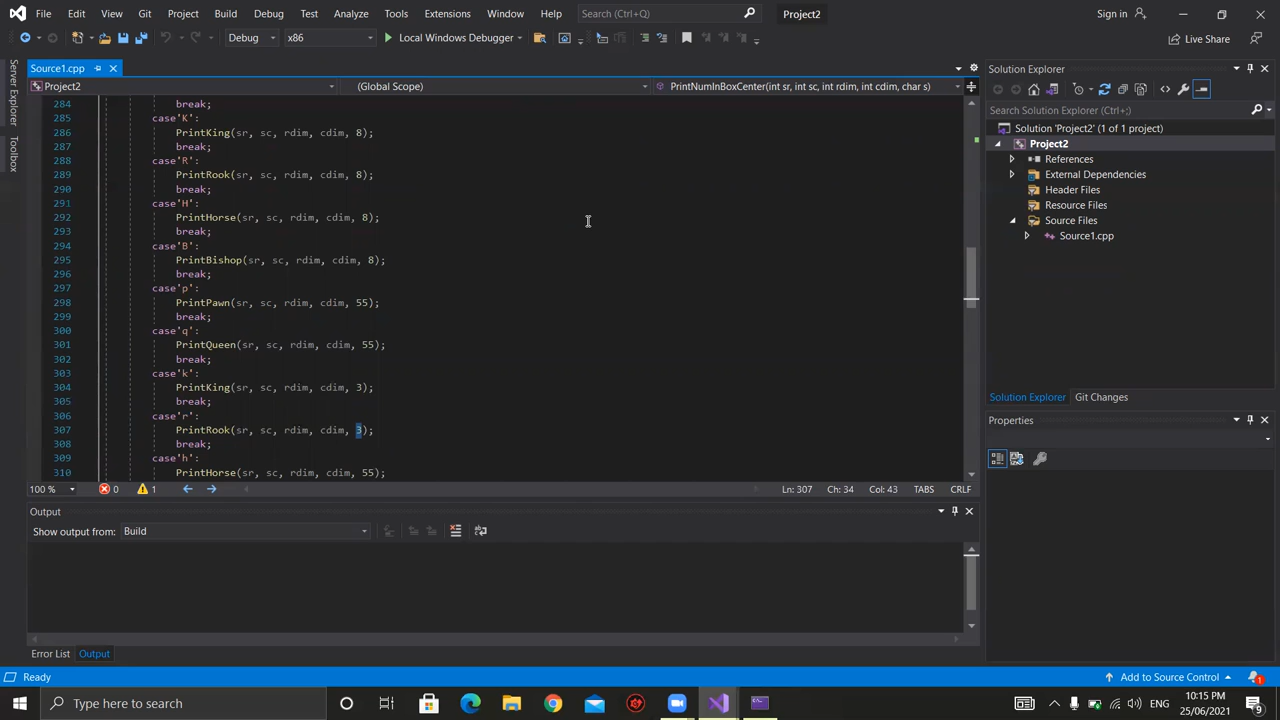 File Edit View Git Project Build Debug Test Analyze Tools Extensions Window Help Search (Ctrl+Q) Project2 Sign in
Debug x86 Local Windows Debugger Live Share
Server Explorer
Toolbox
Source1.cpp
Project2 (Global Scope) PrintNumInBoxCenter(int sr, int sc, int rdim, int cdim, char s)
284 break;
285 case'K':
286 PrintKing(sr, sc, rdim, cdim, 8);
287 break;
288 case'R':
289 PrintRook(sr, sc, rdim, cdim, 8);
290 break;
291 case'H':
292 PrintHorse(sr, sc, rdim, cdim, 8);
293 break;
294 case'B':
295 PrintBishop(sr, sc, rdim, cdim, 8);
296 break;
297 case'p':
298 PrintPawn(sr, sc, rdim, cdim, 55);
299 break;
300 case'q':
301 PrintQueen(sr, sc, rdim, cdim, 55);
302 break;
303 case'k':
304 PrintKing(sr, sc, rdim, cdim, 3);
305 break;
306 case'r':
307 PrintRook(sr, sc, rdim, cdim, 3);
308 break;
309 case'h':
310 PrintHorse(sr, sc, rdim, cdim, 55);
100 % 0 1 Ln: 307 Ch: 34 Col: 43 TABS CRLF
Output
Show output from: Build
Error List Output
Solution Explorer
Search Solution Explorer (Ctrl+;)
Solution 'Project2' (1 of 1 project)
Project2
References
External Dependencies
Header Files
Resource Files
Source Files
Source1.cpp
Solution Explorer Git Changes
Properties
Ready Add to Source Control 1
Type here to search ENG 10:15 PM
25/06/2021 9